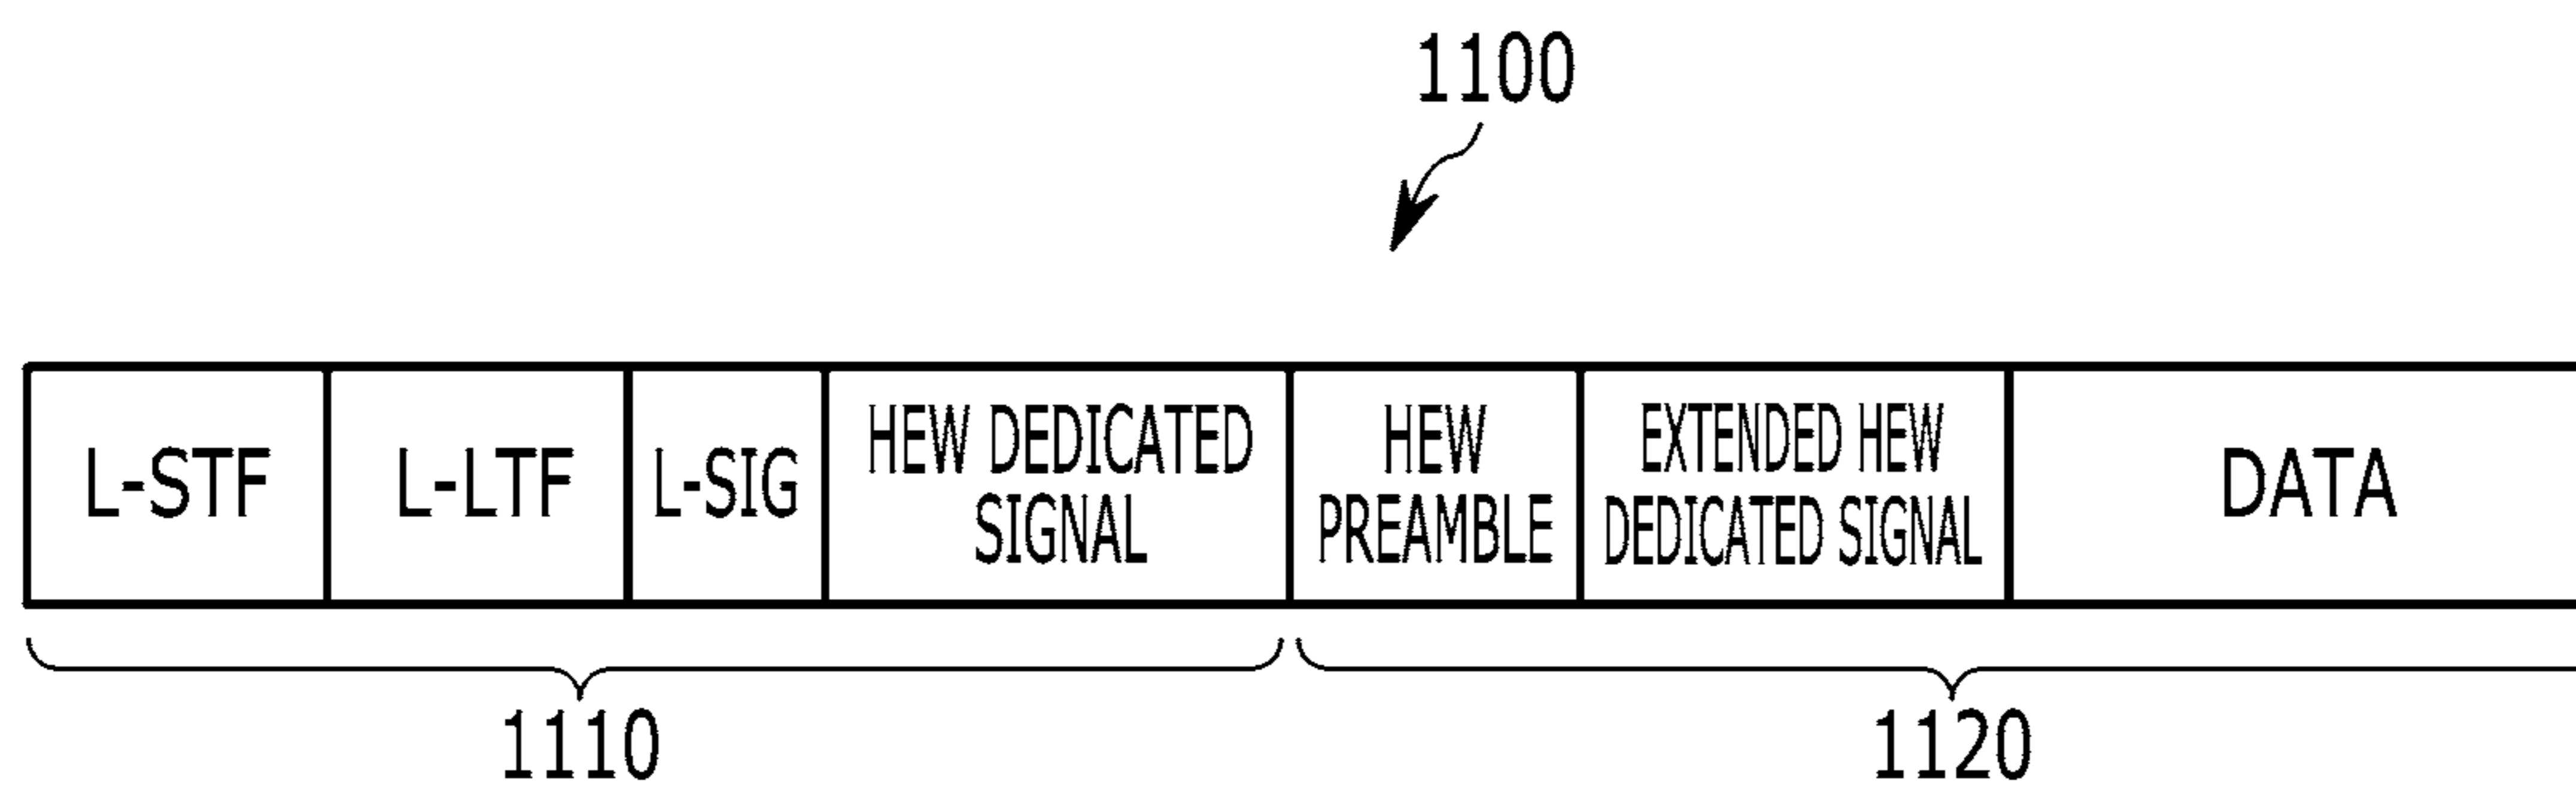 1100
L-STF
L-LTF
L-SIG
HEW DEDICATED
SIGNAL
HEW
PREAMBLE
EXTENDED HEW
DEDICATED SIGNAL
DATA
1110
1120